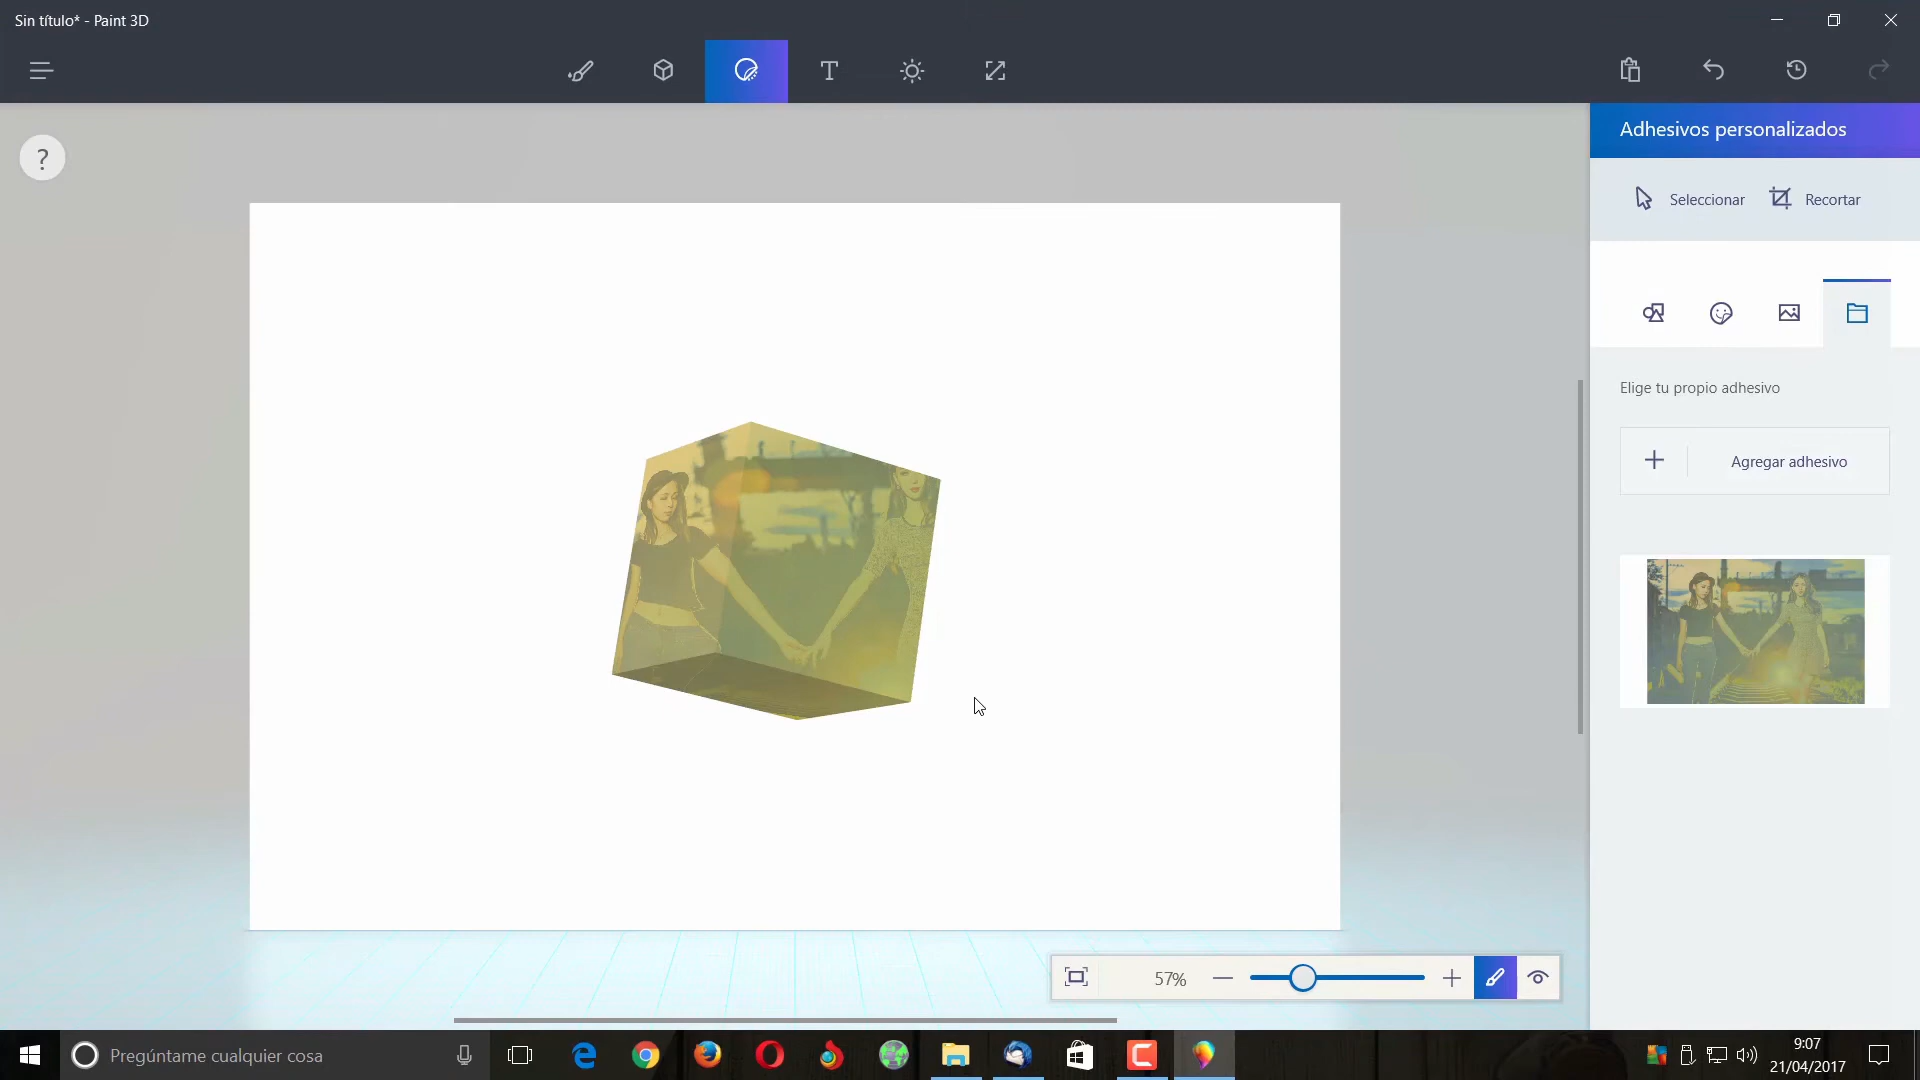 Sin título* - Paint 3D
?
Adhesivos personalizados
Seleccionar
Recortar
Elige tu propio adhesivo
Agregar adhesivo
57%
Pregúntame cualquier cosa
9:07
21/04/2017